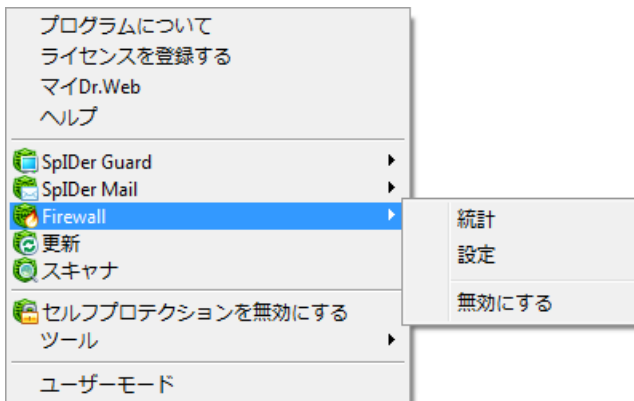 プログラムについて
ライセンスを登録する
マイDr.Web
ヘルプ
SpIDer Guard
SpIDer Mail
Firewall
更新
スキャナ
セルフプロテクションを無効にする
ツール
ユーザーモード
統計
設定
無効にする